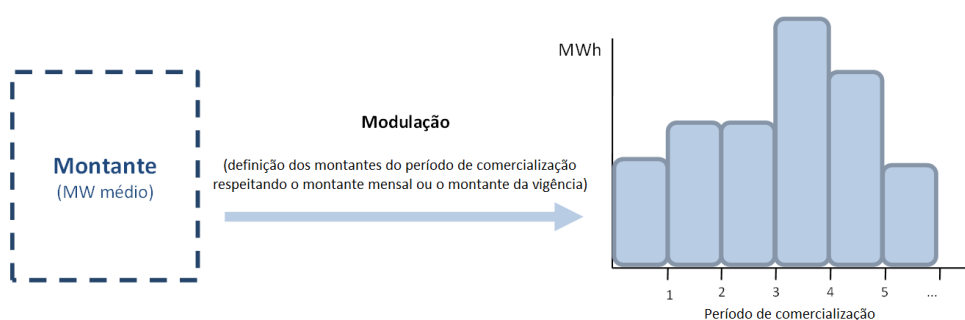 Montante
(MW médio)
Modulação
(definição dos montantes do período de comercialização
respeitando o montante mensal ou o montante da vigência)
MWh
1 2 3 4 5 ...
Período de comercialização